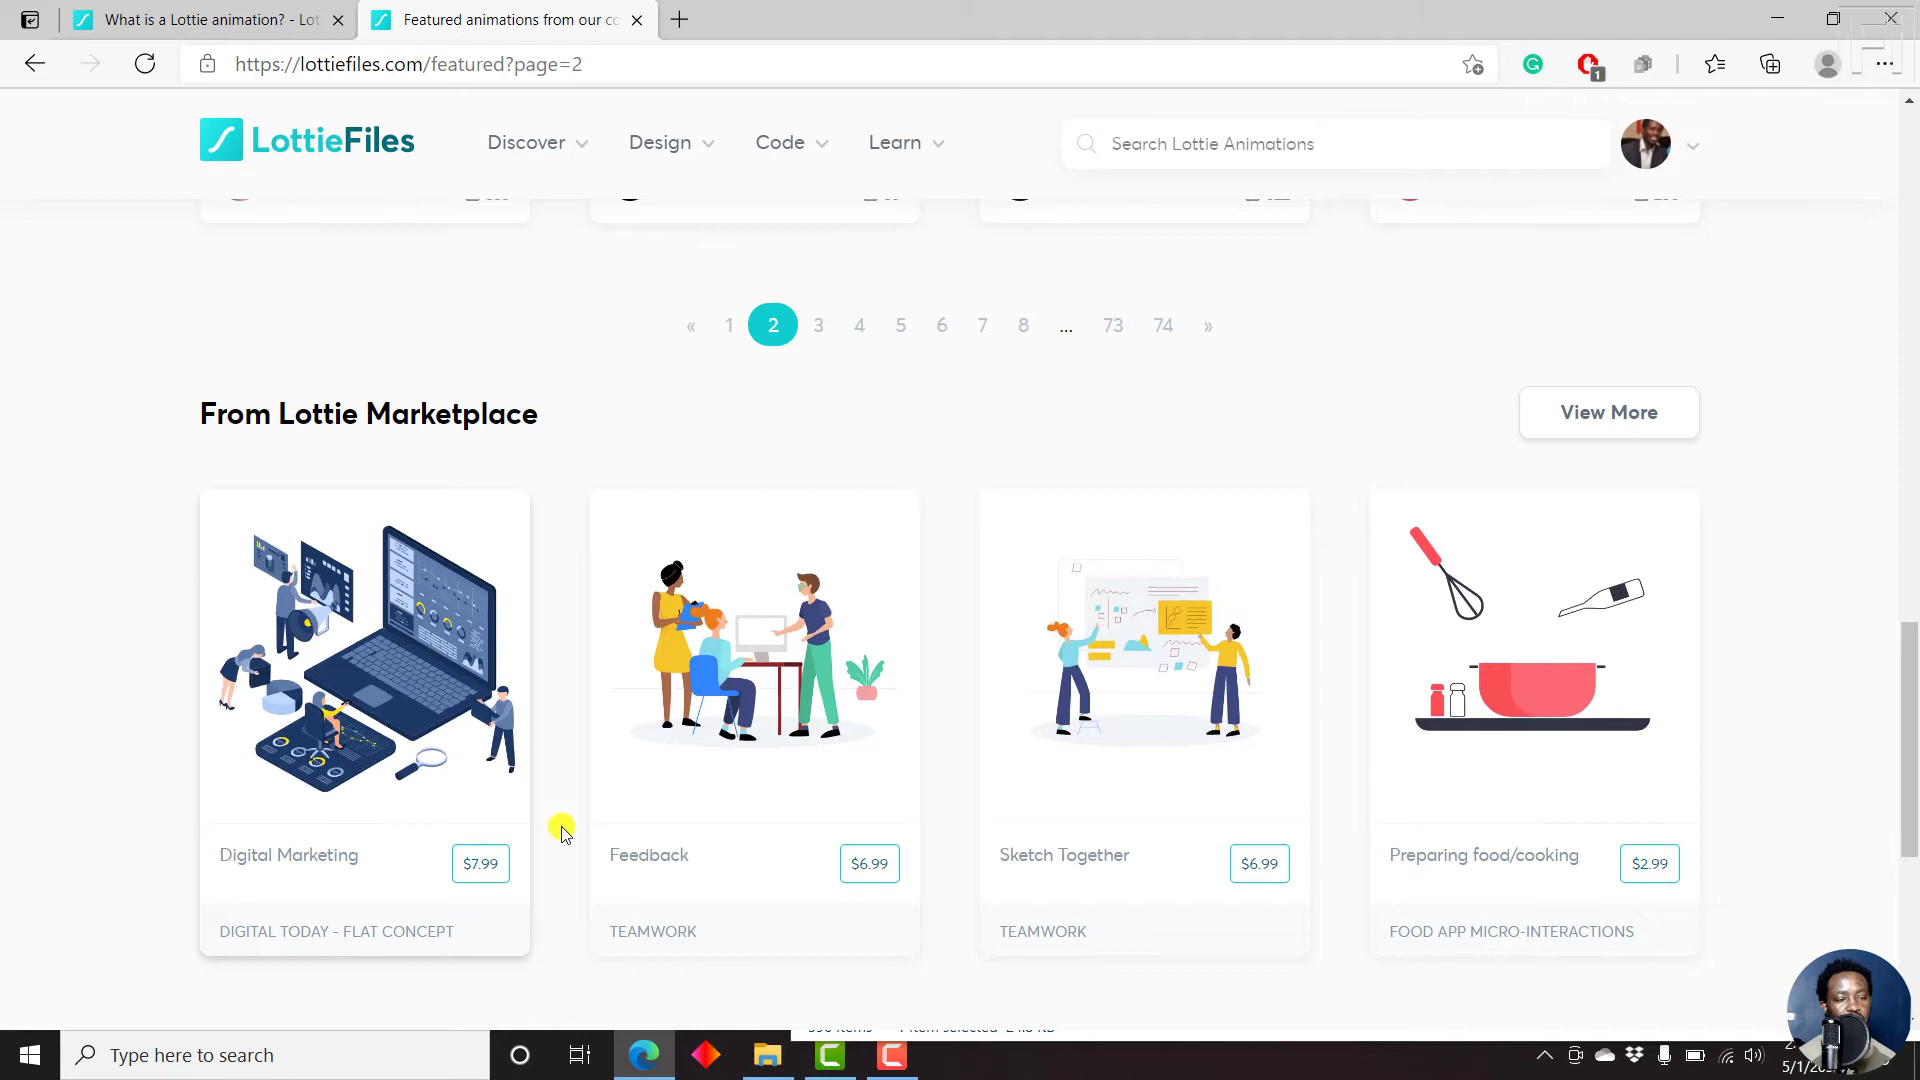 What is a Lottie animation? - Lot
Featured animations from our co
https://lottiefiles.com/featured?page=2
1
LottieFiles
Discover
Design
Code
Learn
Search Lottie Animations
« 1 2 3 4 5 6 7 8 ... 73 74 »
From Lottie Marketplace
View More
Digital Marketing
$7.99
DIGITAL TODAY - FLAT CONCEPT
Feedback
$6.99
TEAMWORK
Sketch Together
$6.99
TEAMWORK
Preparing food/cooking
$2.99
FOOD APP MICRO-INTERACTIONS
Type here to search